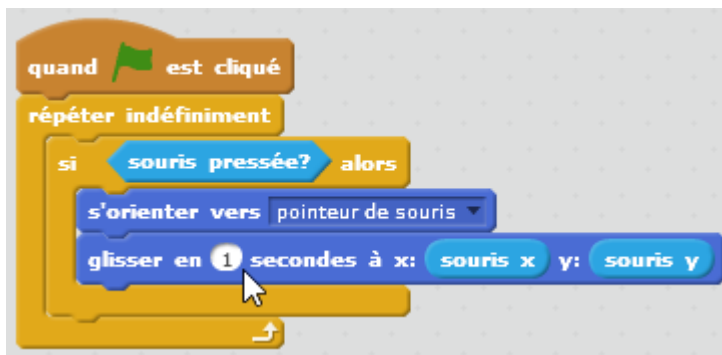 quand est cliqué
répéter indéfiniment
si souris pressée? alors
s'orienter vers pointeur de souris
glisser en 1 secondes à x: souris x y: souris y